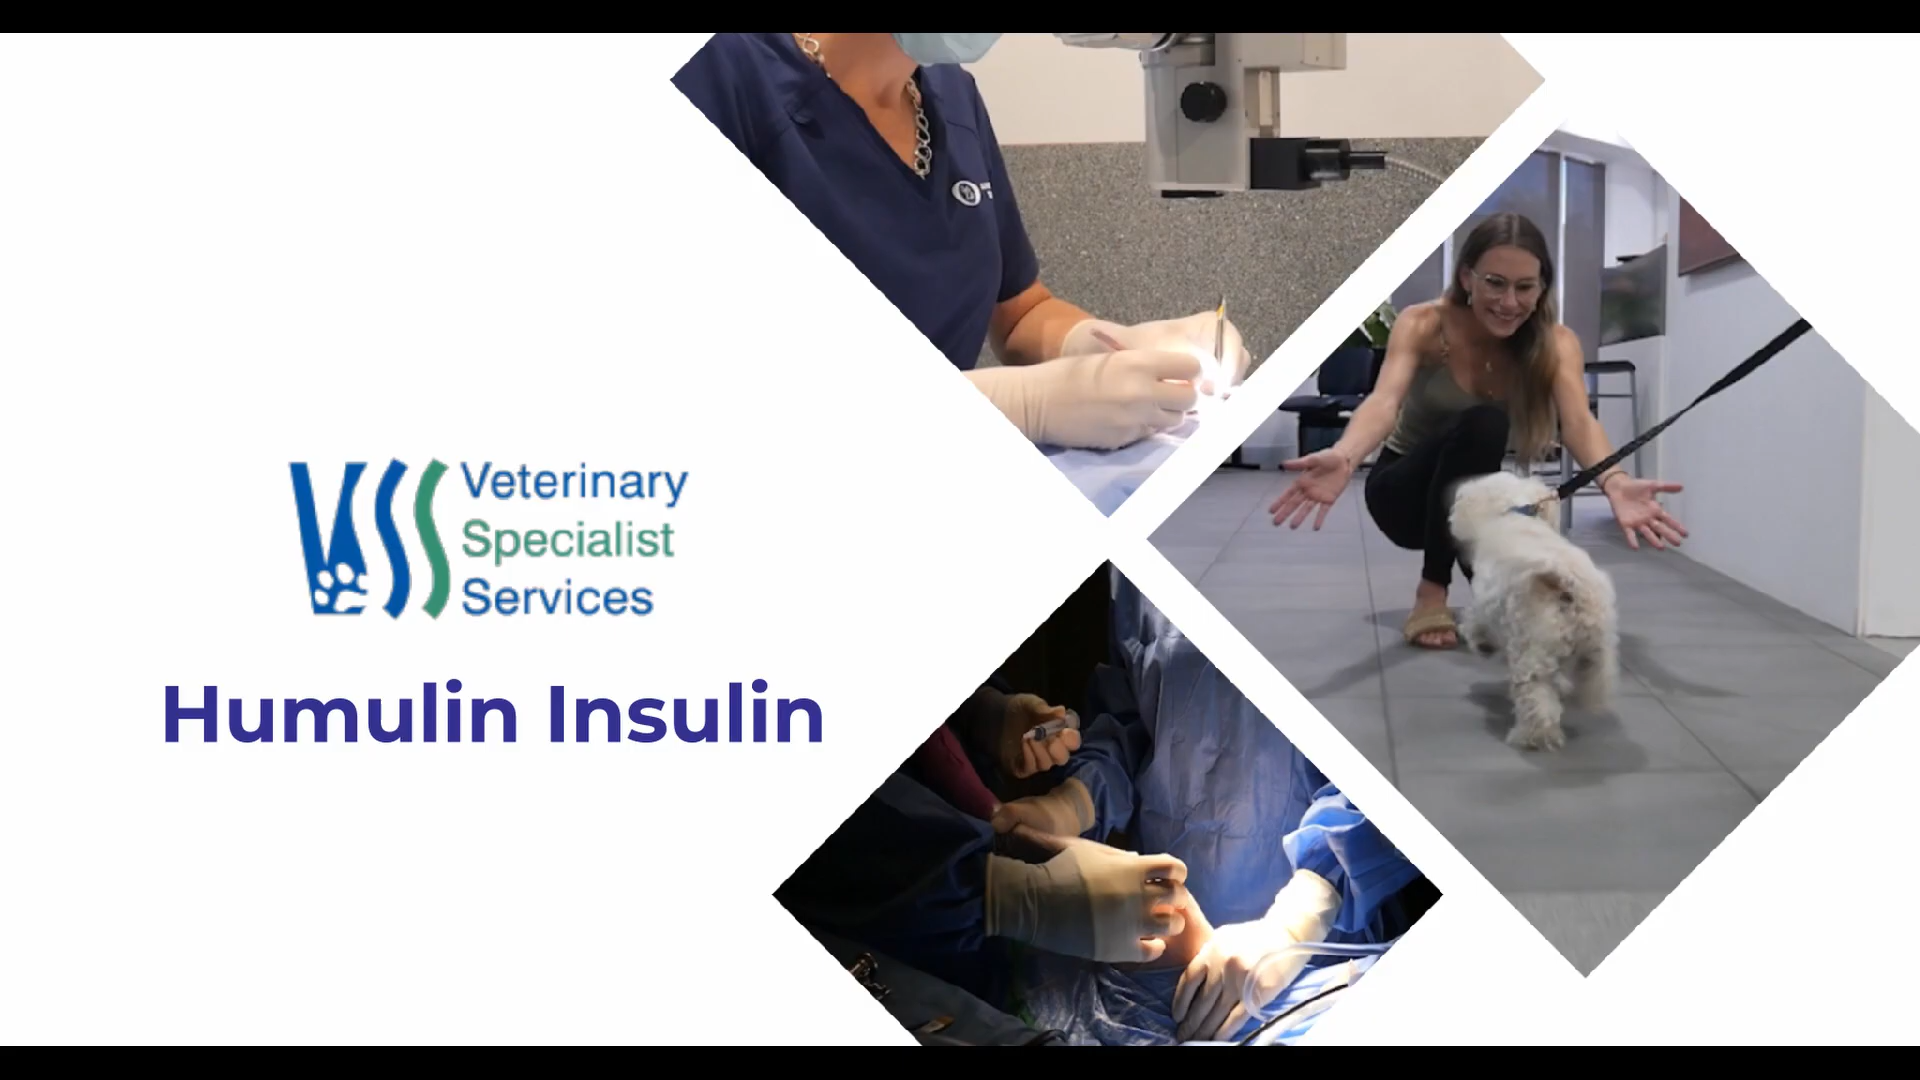 VSS
Veterinary
Specialist
Services
Humulin Insulin